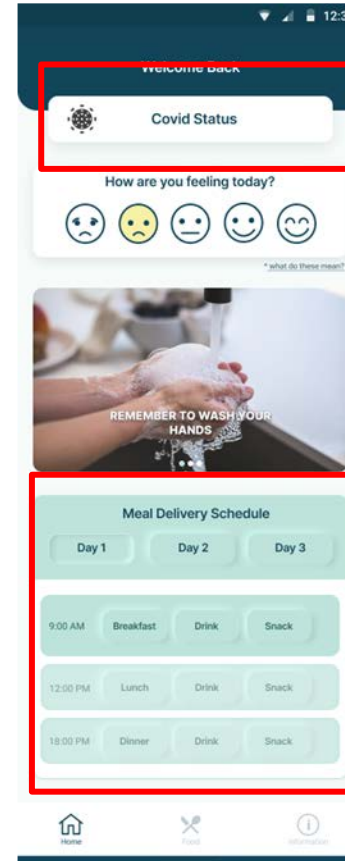 12:3
Welcome Back
Covid Status
How are you feeling today?
* what do these mean?
REMEMBER TO WASH YOUR
HANDS
Meal Delivery Schedule
Day 1 Day 2 Day 3
9:00 AM Breakfast Drink Snack
12:00 PM Lunch Drink Snack
18:00 PM Dinner Drink Snack
Home Food Information